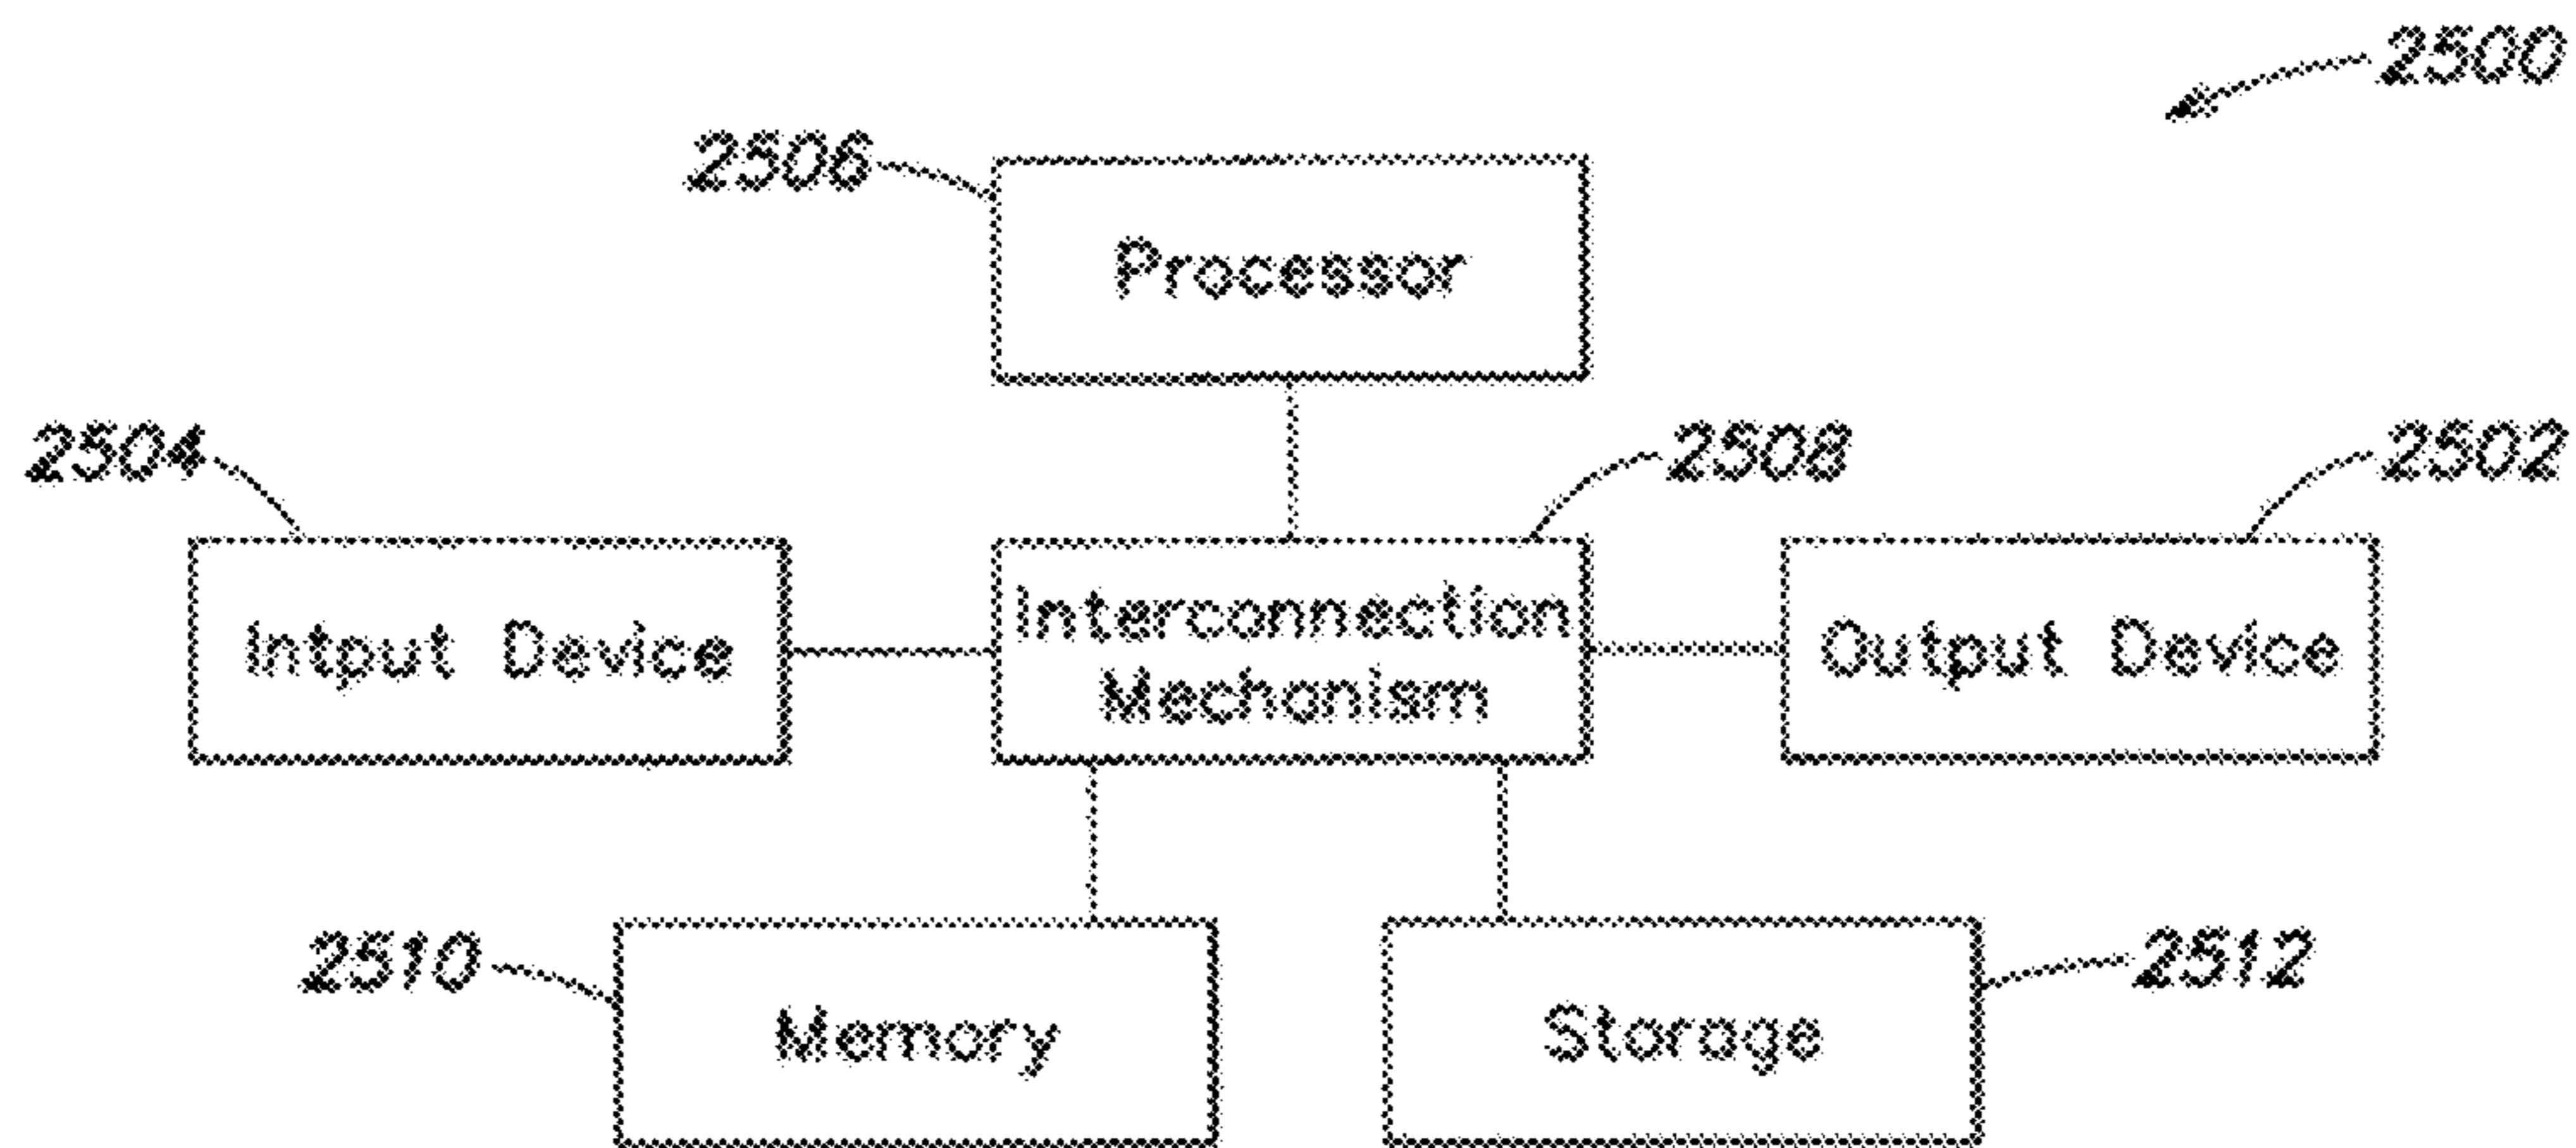 2500
2506
Processor
2504
2508
2502
Intput Device
Interconnection
Mechanism
Output Device
2510
2512
Memory
Storage